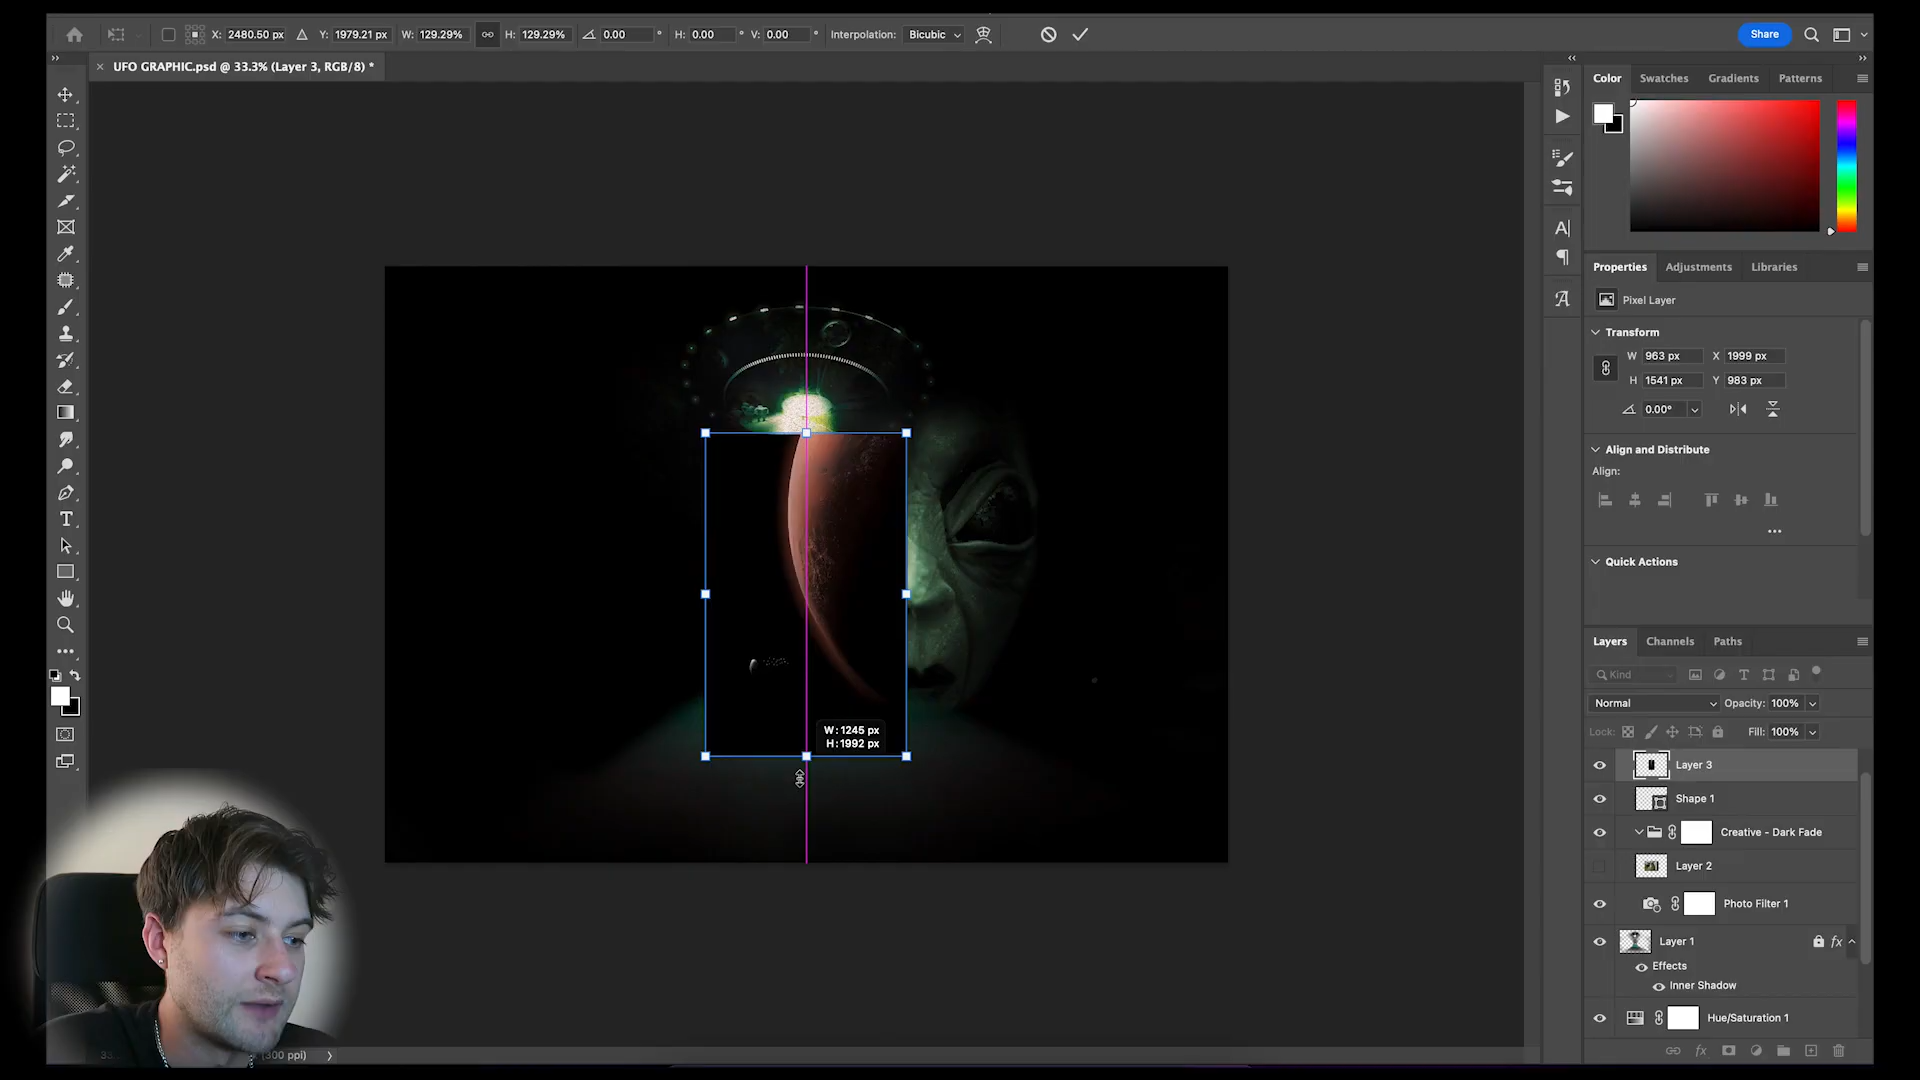 X: 2480.50 px Y: 1979.21 px W: 129.29% H: 129.29% 0.00 ° H: 0.00 ° V: 0.00 ° Interpolation: Bicubic
Share
UFO GRAPHIC.psd @ 33.3% (Layer 3, RGB/8) *
Color Swatches Gradients Patterns
Properties Adjustments Libraries
Pixel Layer
Transform
W 963 px X 1999 px
H 1541 px Y 983 px
0.00°
Align and Distribute
Align:
Quick Actions
Layers Channels Paths
Kind
Normal Opacity: 100%
Lock: Fill: 100%
Layer 3
Shape 1
Creative - Dark Fade
Layer 2
Photo Filter 1
Layer 1 fx
Effects
Inner Shadow
Hue/Saturation 1
fx
W: 1245 px
H: 1992 px
(300 ppi)